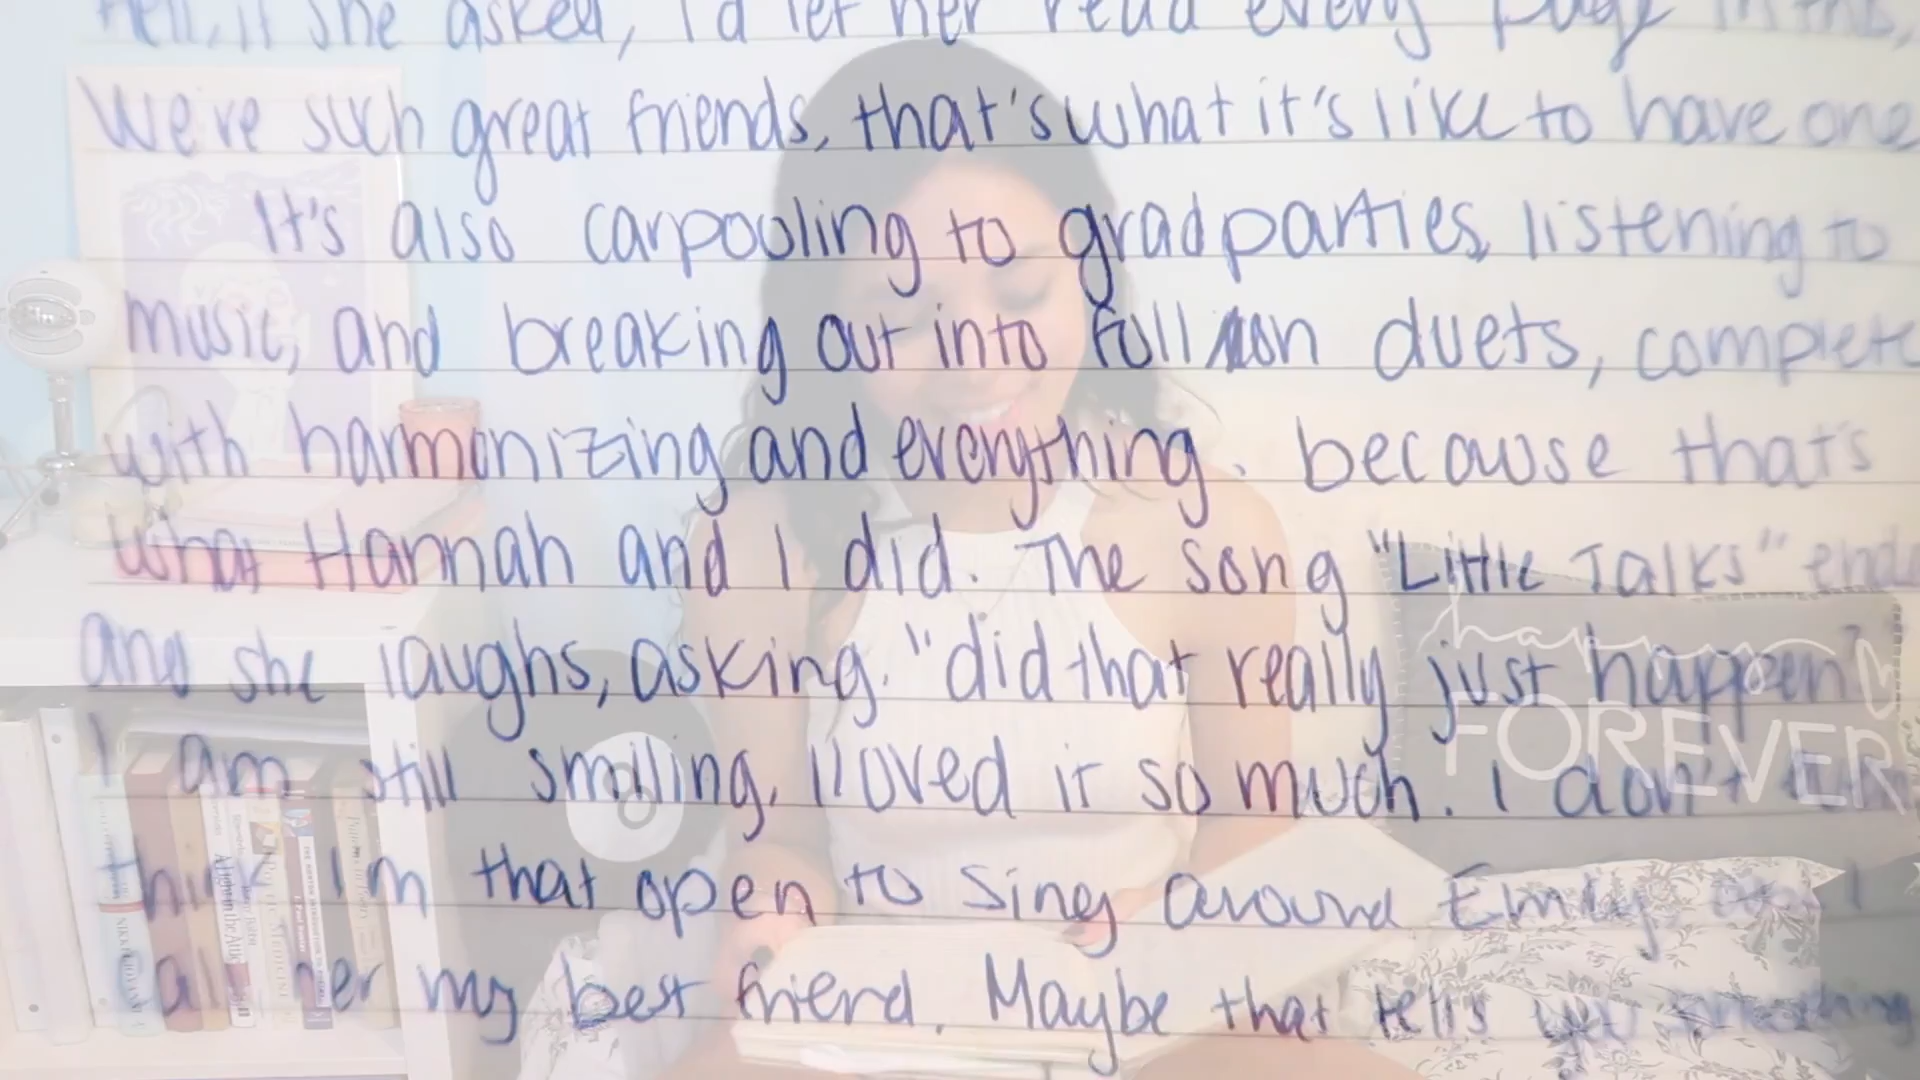 Hell, if she asked, I'd let her read every page in this,
We're such great friends, that's what it's like to have one
It's also carpooling to grad parties, listening to
music, and breaking out into full on duets, complete
with harmonizing and everything. because that's
what Hannah and I did. The song "Little Talks" ends
and she laughs, asking. "did that really just happen"
I am still smiling. I loved it so much. I don't
think I'm that open to sing around Emily I
call her my best friend. Maybe that tells you something
happy
FOREVER